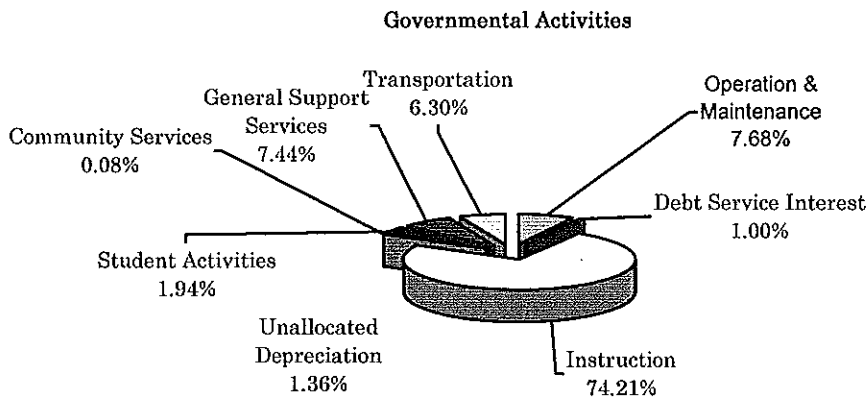 Governmental Activities
Transportation
6.30%
General Support
Services
7.44%
Community Services
0.08%
Operation &
Maintenance
7.68%
Debt Service Interest
1.00%
Student Activities
1.94%
Unallocated
Depreciation
1.36%
Instruction
74.21%